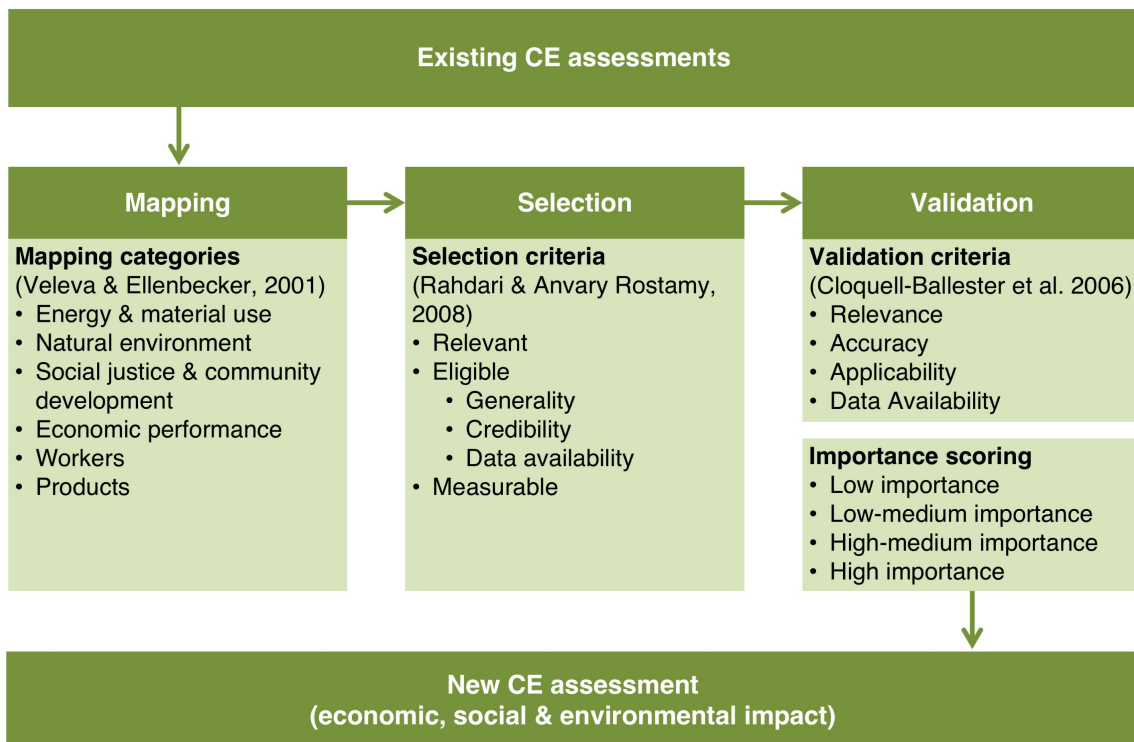 Existing CE assessments
Mapping
Mapping categories
(Veleva & Ellenbecker, 2001)
• Energy & material use
• Natural environment
• Social justice & community
development
• Economic performance
• Workers
• Products
Selection
Selection criteria
(Rahdari & Anvary Rostamy,
2008)
• Relevant
• Eligible
• Generality
• Credibility
• Data availability
• Measurable
Validation
Validation criteria
(Cloquell-Ballester et al. 2006)
• Relevance
• Accuracy
• Applicability
• Data Availability
Importance scoring
• Low importance
• Low-medium importance
• High-medium importance
• High importance
New CE assessment
(economic, social & environmental impact)